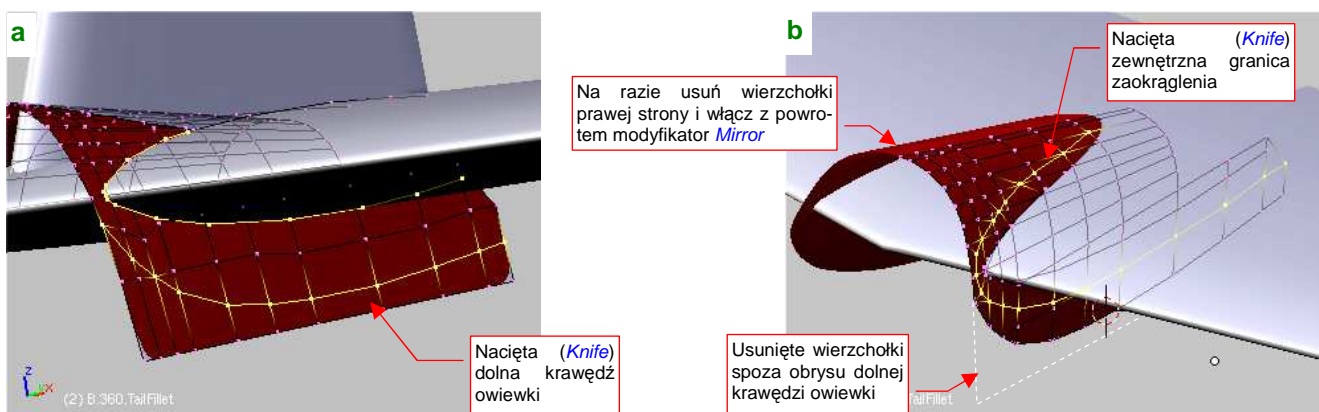 a
b
Nacięta (Knife)
zewnętrzna granica
zaokrąglenia
Na razie usuń wierzchołki
prawej strony i włącz z powro-
tem modyfikator Mirror
Nacięta (Knife)
dolna krawędź
owiewki
Usunięte wierzchołki
spoza obrysu dolnej
krawędzi owiewki
z
y x
(2) B.360.TailFillet
TailFillet